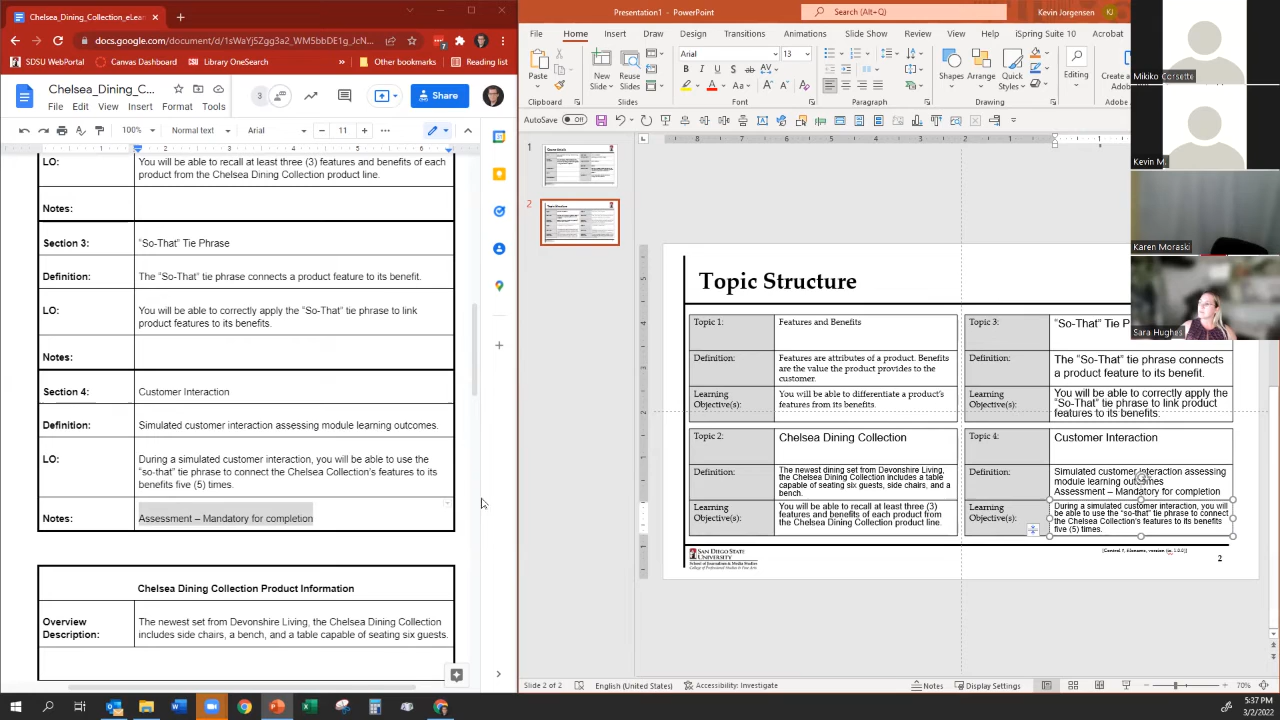 Chelsea_Dining_Collection_eLea
docs.google.com/document/d/1sWaYj5Zgg3a2_WM5bbDE1g_JcN...
SDSU WebPortal
Canvas Dashboard
Library OneSearch
Other bookmarks
Reading list
Chelsea_Dining_C...
File Edit View Insert Format Tools
3
Share
100%
Normal text
Arial
11
LO:
You will be able to recall at least three (3) features and benefits of each
product from the Chelsea Dining Collection product line.
Notes:
Section 3:
"So-That" Tie Phrase
Definition:
The "So-That" tie phrase connects a product feature to its benefit.
LO:
You will be able to correctly apply the "So-That" tie phrase to link
product features to its benefits.
Notes:
Section 4:
Customer Interaction
Definition:
Simulated customer interaction assessing module learning outcomes.
LO:
During a simulated customer interaction, you will be able to use the
"so-that" tie phrase to connect the Chelsea Collection's features to its
benefits five (5) times.
Notes:
Assessment – Mandatory for completion
Chelsea Dining Collection Product Information
Overview
Description:
The newest set from Devonshire Living, the Chelsea Dining Collection
includes side chairs, a bench, and a table capable of seating six guests.
Presentation1 - PowerPoint
Search (Alt+Q)
Kevin Jorgensen
KJ
File Home Insert Draw Design Transitions Animations Slide Show Review View iSpring Suite 10 Acrobat
Paste
New
Slide
Reuse
Slides
Arial
13
Shapes
Arrange
Quick
Styles
Editing
Create a
Adobe
Clipboard
Slides
Font
Paragraph
Drawing
AutoSave
Off
1
2
Topic Structure
Topic 1:
Features and Benefits
Definition:
Features are attributes of a product. Benefits
are the value the product provides to the
customer.
Learning
Objective(s):
You will be able to differentiate a product's
features from its benefits.
Topic 2:
Chelsea Dining Collection
Definition:
The newest dining set from Devonshire Living,
the Chelsea Dining Collection includes a table
capable of seating six guests, side chairs, and a
bench.
Learning
Objective(s):
You will be able to recall at least three (3)
features and benefits of each product from
the Chelsea Dining Collection product line.
Topic 3:
"So-That" Tie P
Definition:
The "So-That" tie phrase connects
a product feature to its benefit.
Learning
Objective(s):
You will be able to correctly apply the
"So-That" tie phrase to link product
features to its benefits.
Topic 4:
Customer Interaction
Definition:
Simulated customer interaction assessing
module learning outcomes
Assessment – Mandatory for completion
Learning
Objective(s):
During a simulated customer interaction, you will
be able to use the "so-that" tie phrase to connect
the Chelsea Collection's features to its benefits
five (5) times.
SAN DIEGO STATE
UNIVERSITY
School of Journalism & Media Studies
College of Professional Studies & Fine Arts
2
Slide 2 of 2
English (United States)
Accessibility: Investigate
Notes
Display Settings
70%
Mikiko Corsette
Kevin M.
Karen Moraski
Sara Hughes
5:37 PM
3/2/2022